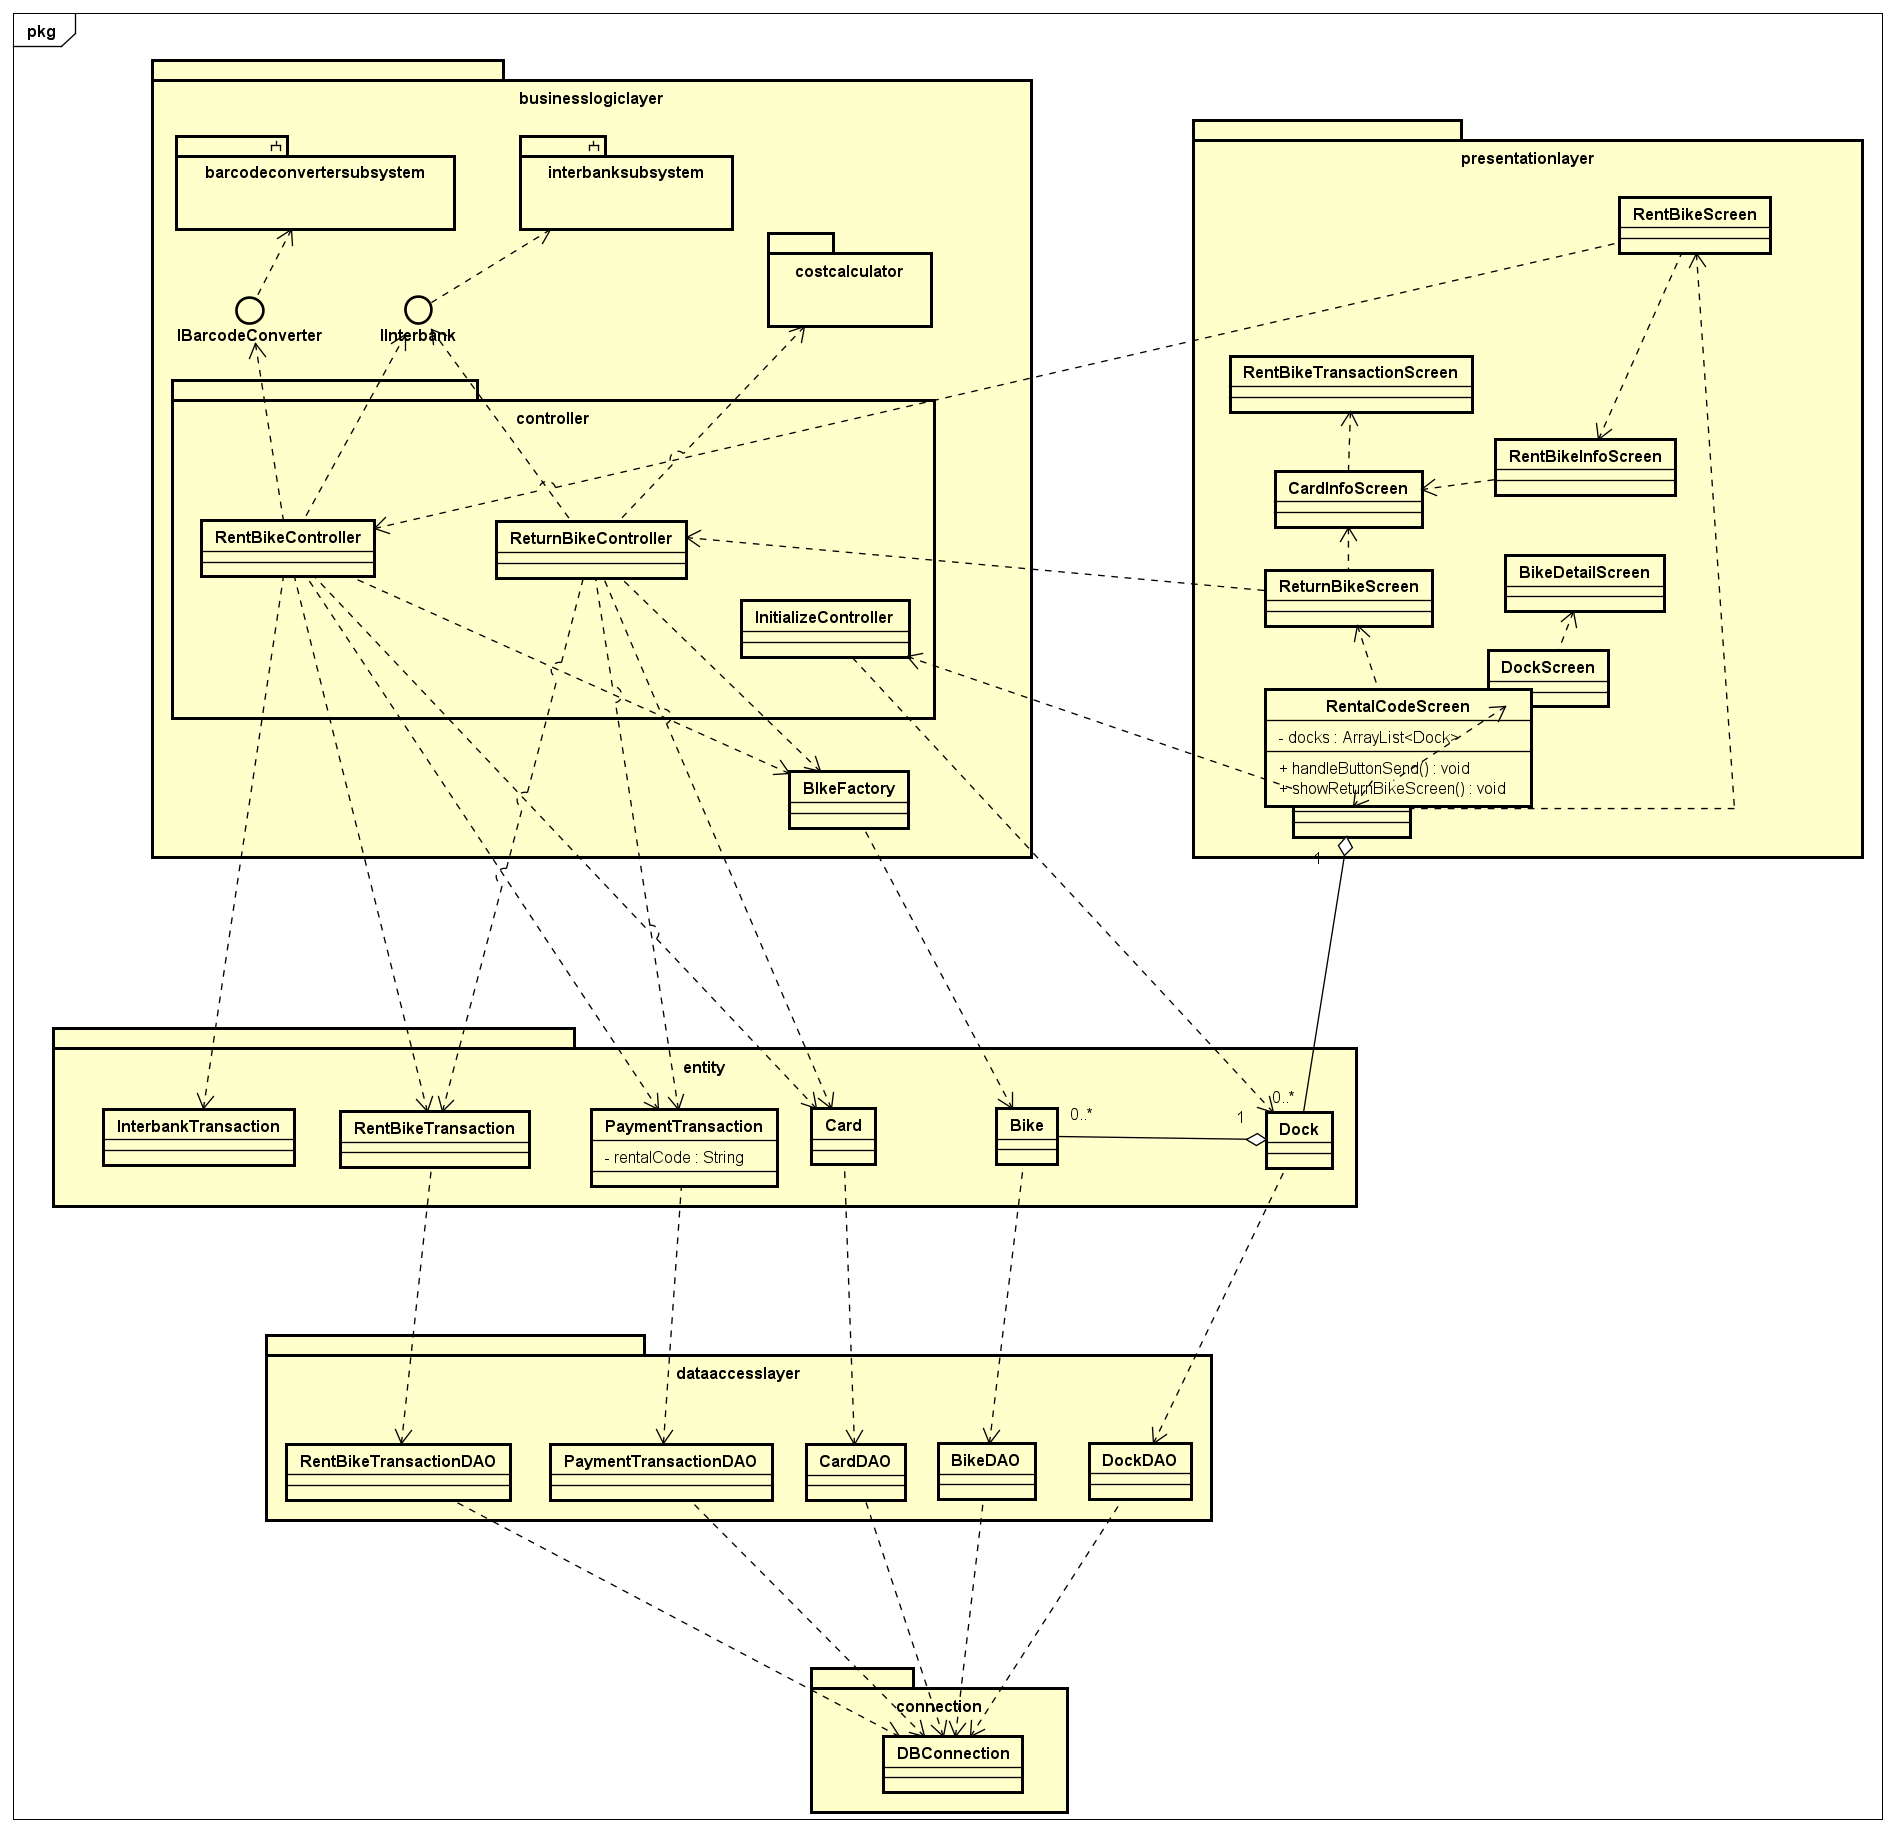 pkg
businesslogiclayer
barcodeconvertersubsystem
interbanksubsystem
costcalculator
IBarcodeConverter
IInterbank
controller
RentBikeController
ReturnBikeController
InitializeController
BIkeFactory
presentationlayer
RentBikeScreen
RentBikeTransactionScreen
RentBikeInfoScreen
CardInfoScreen
ReturnBikeScreen
BikeDetailScreen
DockScreen
RentalCodeScreen
- docks : ArrayList<Dock>
+ handleButtonSend() : void
+ showReturnBikeScreen() : void
1
entity
0..*
InterbankTransaction
RentBikeTransaction
PaymentTransaction
- rentalCode : String
Card
Bike
0..*
1
Dock
dataaccesslayer
RentBikeTransactionDAO
PaymentTransactionDAO
CardDAO
BikeDAO
DockDAO
connection
DBConnection